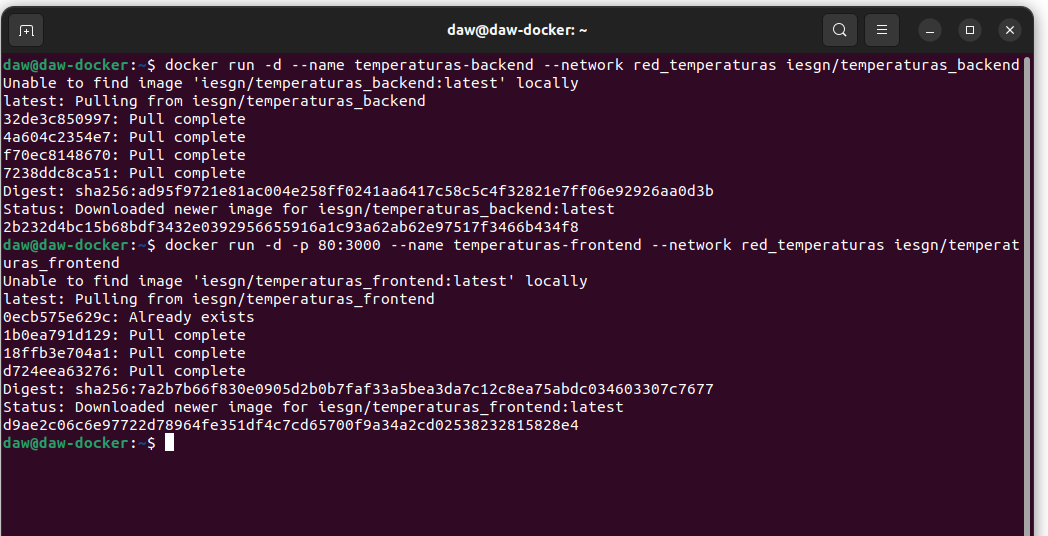 daw@daw-docker: ~
daw@daw-docker:~$ docker run -d --name temperaturas-backend --network red_temperaturas iesgn/temperaturas_backend
Unable to find image 'iesgn/temperaturas_backend:latest' locally
latest: Pulling from iesgn/temperaturas_backend
32de3c850997: Pull complete
4a604c2354e7: Pull complete
f70ec8148670: Pull complete
7238ddc8ca51: Pull complete
Digest: sha256:ad95f9721e81ac004e258ff0241aa6417c58c5c4f32821e7ff06e92926aa0d3b
Status: Downloaded newer image for iesgn/temperaturas_backend:latest
2b232d4bc15b68bdf3432e0392956655916a1c93a62ab62e97517f3466b434f8
daw@daw-docker:~$ docker run -d -p 80:3000 --name temperaturas-frontend --network red_temperaturas iesgn/temperat
uras_frontend
Unable to find image 'iesgn/temperaturas_frontend:latest' locally
latest: Pulling from iesgn/temperaturas_frontend
0ecb575e629c: Already exists
1b0ea791d129: Pull complete
18ffb3e704a1: Pull complete
d724eea63276: Pull complete
Digest: sha256:7a2b7b66f830e0905d2b0b7faf33a5bea3da7c12c8ea75abdc034603307c7677
Status: Downloaded newer image for iesgn/temperaturas_frontend:latest
d9ae2c06c6e97722d78964fe351df4c7cd65700f9a34a2cd02538232815828e4
daw@daw-docker:~$